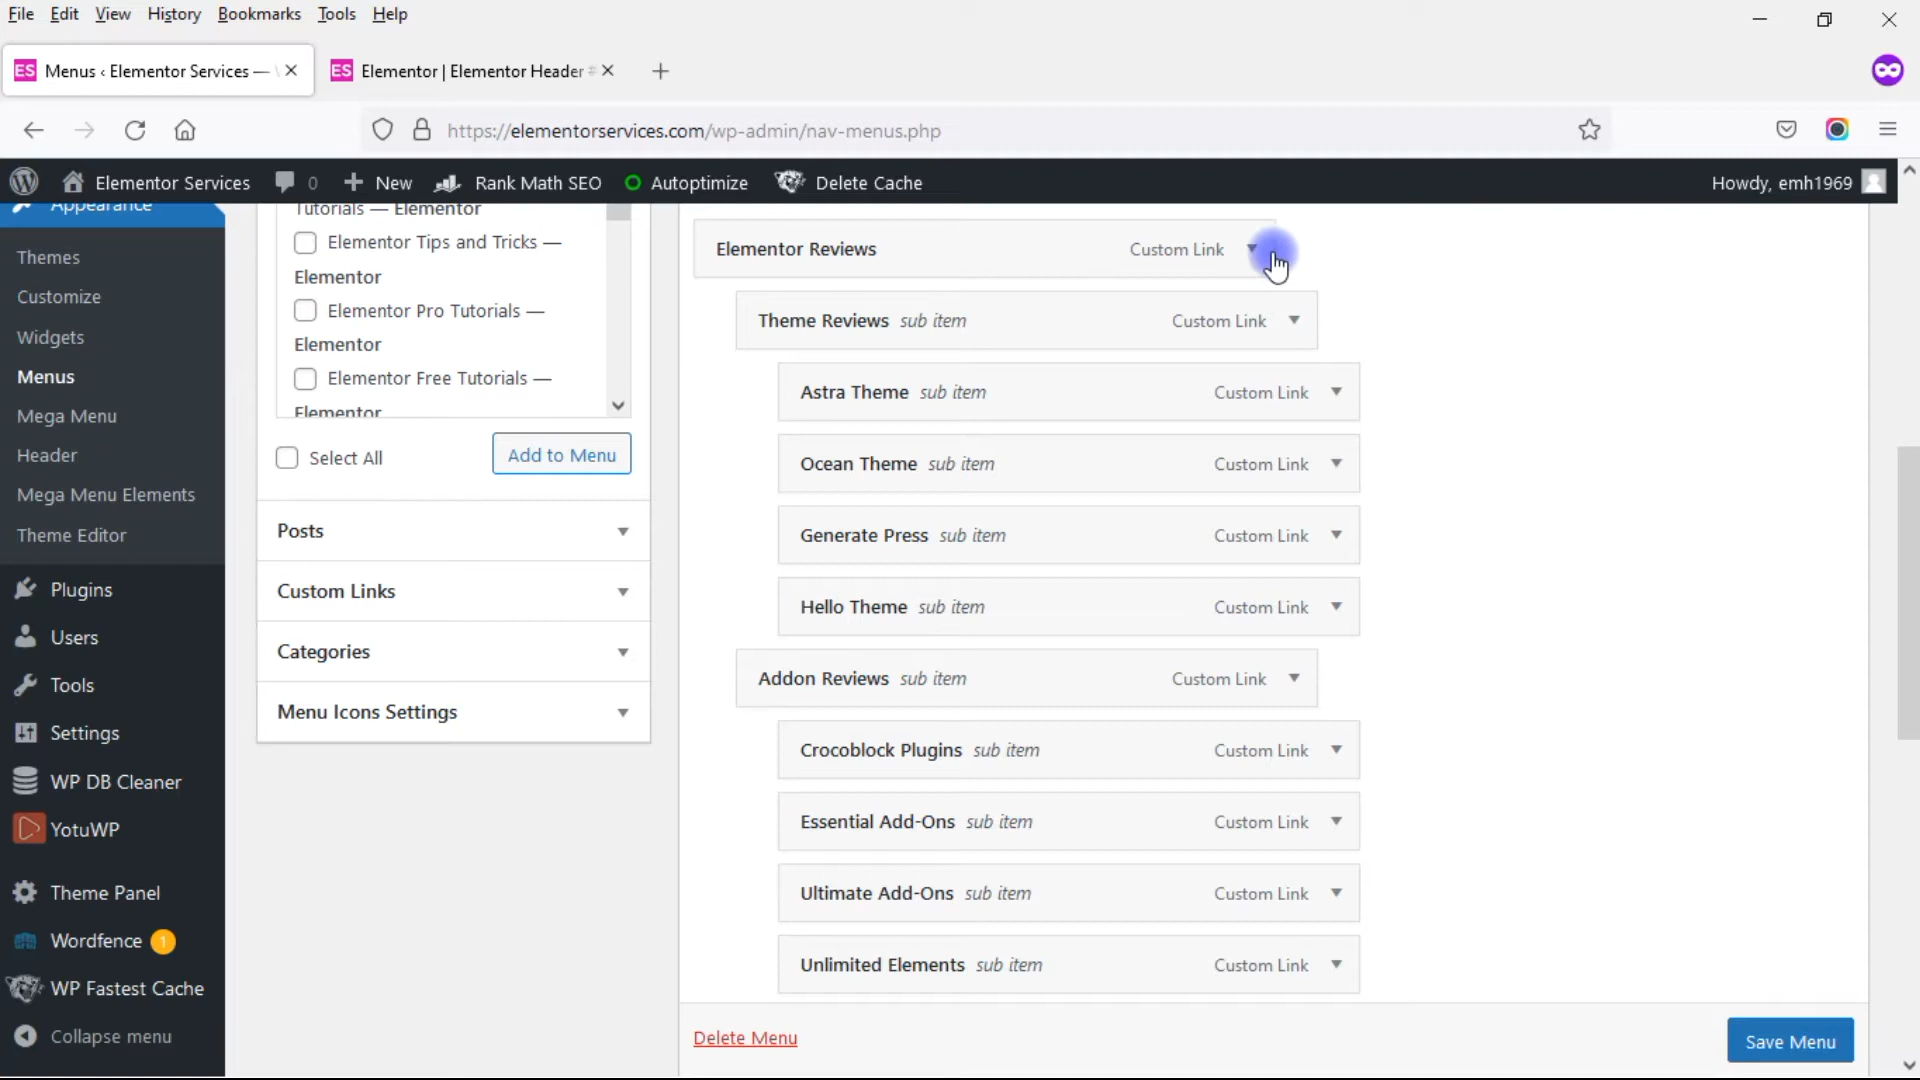 File Edit View History Bookmarks Tools Help
ES Menus ‹ Elementor Services —
ES Elementor | Elementor Header
https://elementorservices.com/wp-admin/nav-menus.php
Elementor Services 0 New Rank Math SEO Autoptimize Delete Cache Howdy, emh1969
Appearance
Themes
Customize
Widgets
Menus
Mega Menu
Header
Mega Menu Elements
Theme Editor
Plugins
Users
Tools
Settings
WP DB Cleaner
YotuWP
Theme Panel
Wordfence 1
WP Fastest Cache
Collapse menu
Tutorials — Elementor
Elementor Tips and Tricks —
Elementor
Elementor Pro Tutorials —
Elementor
Elementor Free Tutorials —
Elementor
Select All Add to Menu
Posts
Custom Links
Categories
Menu Icons Settings
Elementor Reviews Custom Link
Theme Reviews sub item Custom Link
Astra Theme sub item Custom Link
Ocean Theme sub item Custom Link
Generate Press sub item Custom Link
Hello Theme sub item Custom Link
Addon Reviews sub item Custom Link
Crocoblock Plugins sub item Custom Link
Essential Add-Ons sub item Custom Link
Ultimate Add-Ons sub item Custom Link
Unlimited Elements sub item Custom Link
Delete Menu Save Menu